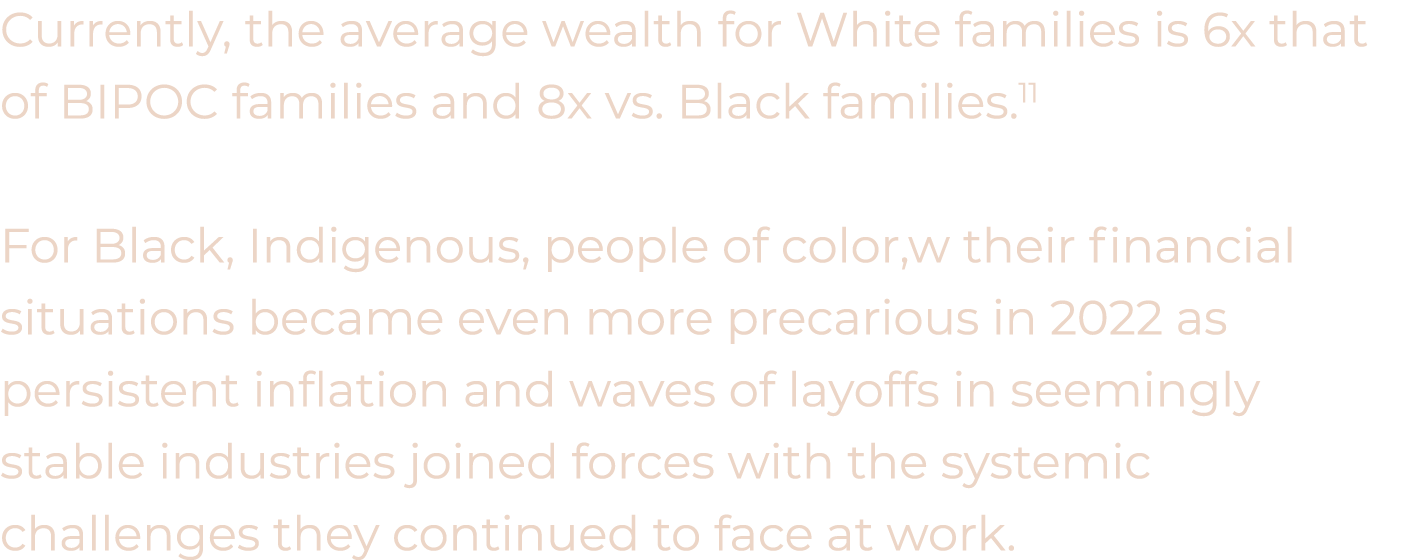 Currently, the average wealth for White families is 6x that
of BIPOC families and 8x vs. Black families.¹¹
For Black, Indigenous, people of color,w their financial
situations became even more precarious in 2022 as
persistent inflation and waves of layoffs in seemingly
stable industries joined forces with the systemic
challenges they continued to face at work.